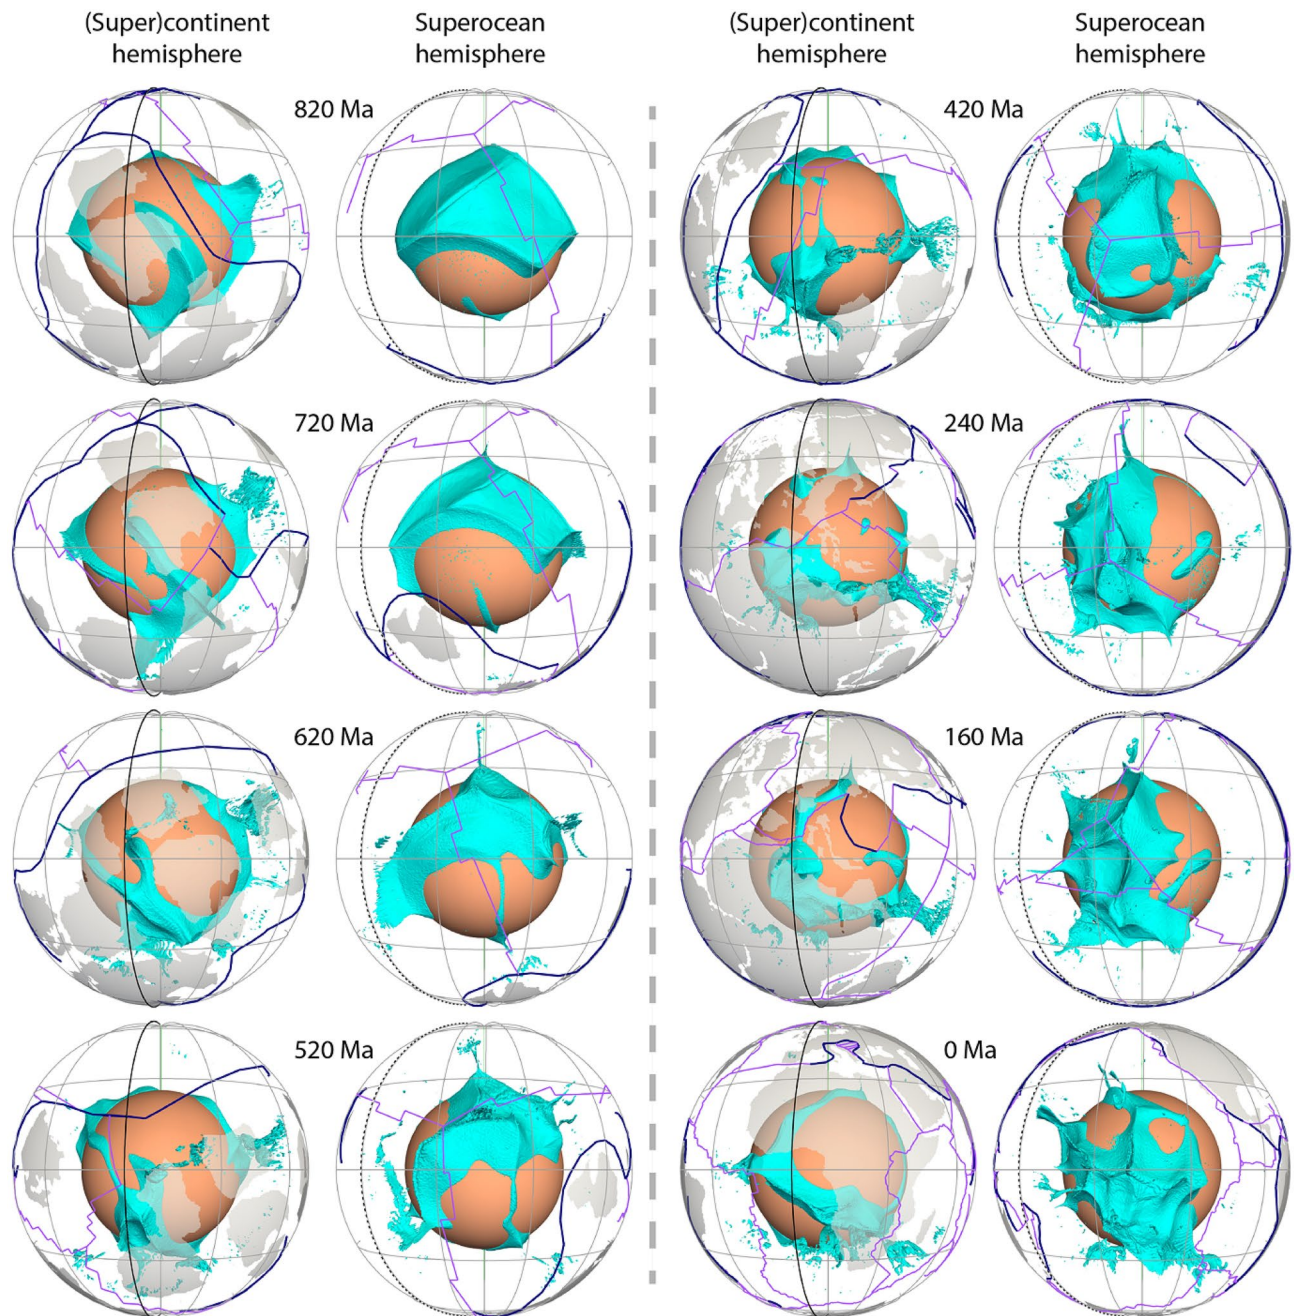 (Super)continent
hemisphere
Superocean
hemisphere
(Super)continent
hemisphere
Superocean
hemisphere
820 Ma
420 Ma
720 Ma
240 Ma
620 Ma
160 Ma
520 Ma
0 Ma